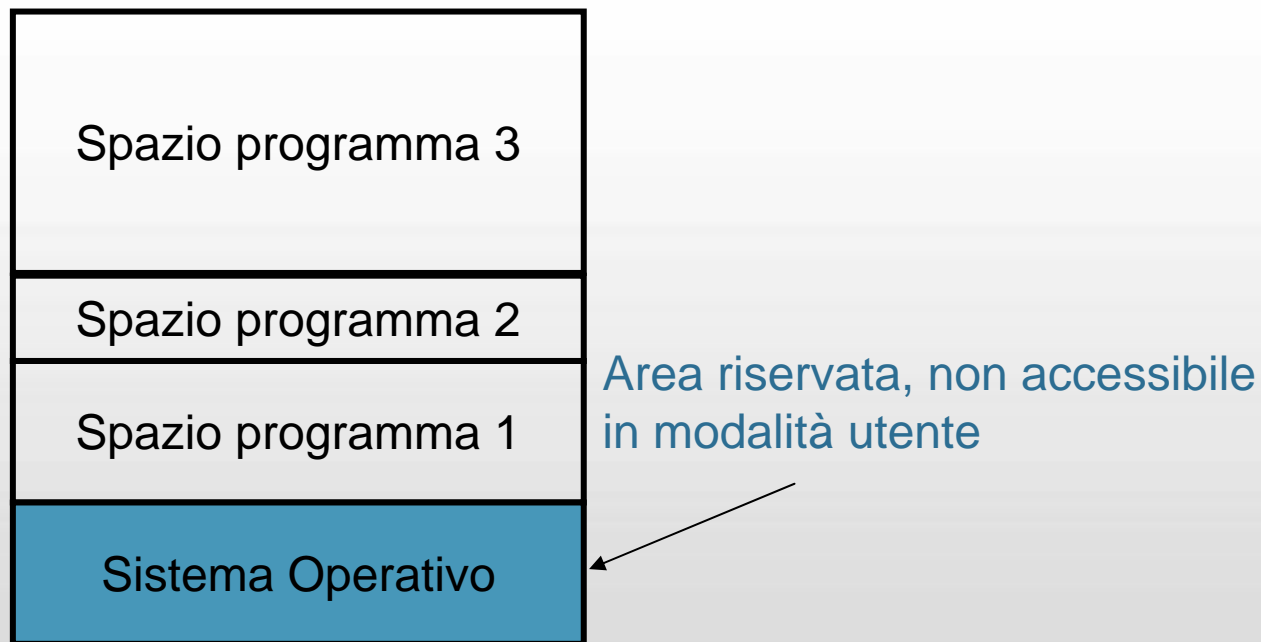 Spazio programma 3
Spazio programma 2
Spazio programma 1
Area riservata, non accessibile
in modalità utente
Sistema Operativo